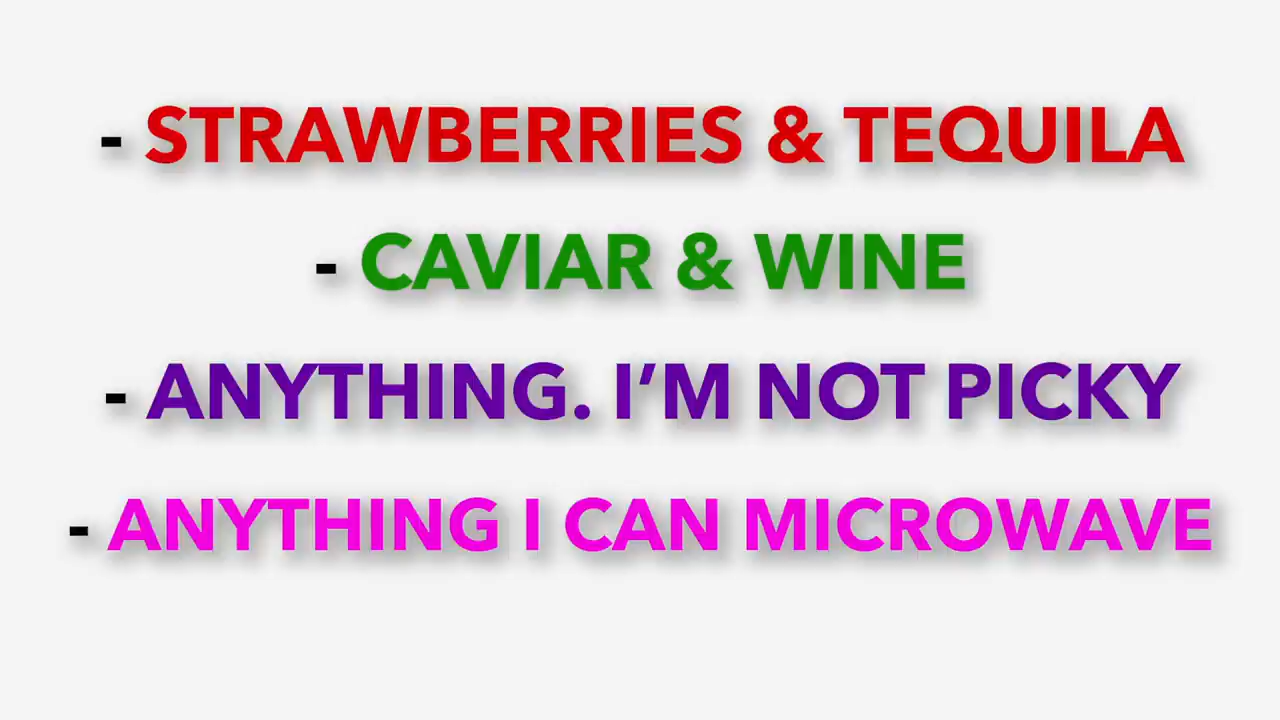 - STRAWBERRIES & TEQUILA
- CAVIAR & WINE
- ANYTHING. I’M NOT PICKY
- ANYTHING I CAN MICROWAVE